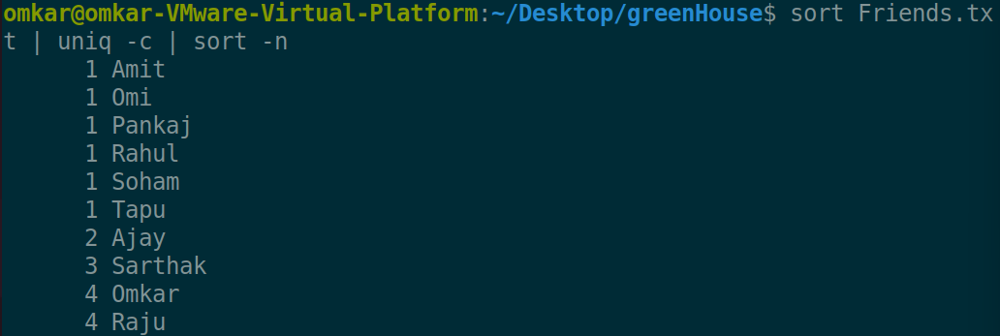 omkar@omkar-VMware-Virtual-Platform:~/Desktop/greenHouse$ sort Friends.tx
t | uniq -c | sort -n
      1 Amit
      1 Omi
      1 Pankaj
      1 Rahul
      1 Soham
      1 Tapu
      2 Ajay
      3 Sarthak
      4 Omkar
      4 Raju